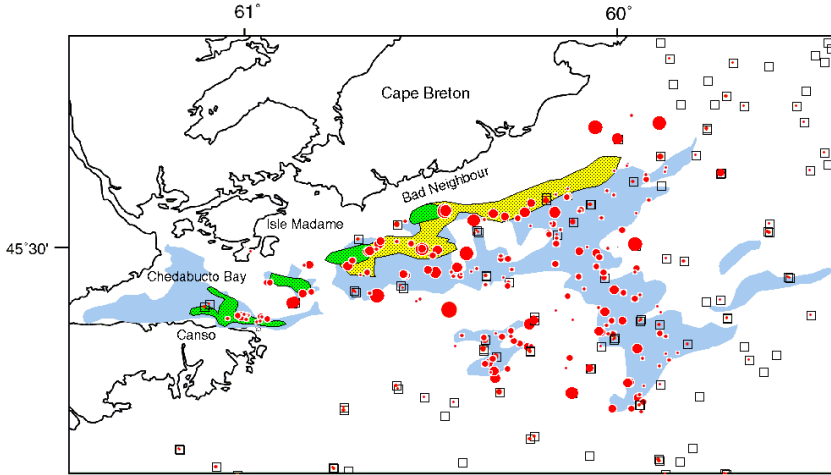 61° 60°
Cape Breton
Bad Neighbour
Isle Madame
45°30'
Chedabucto Bay
Canso